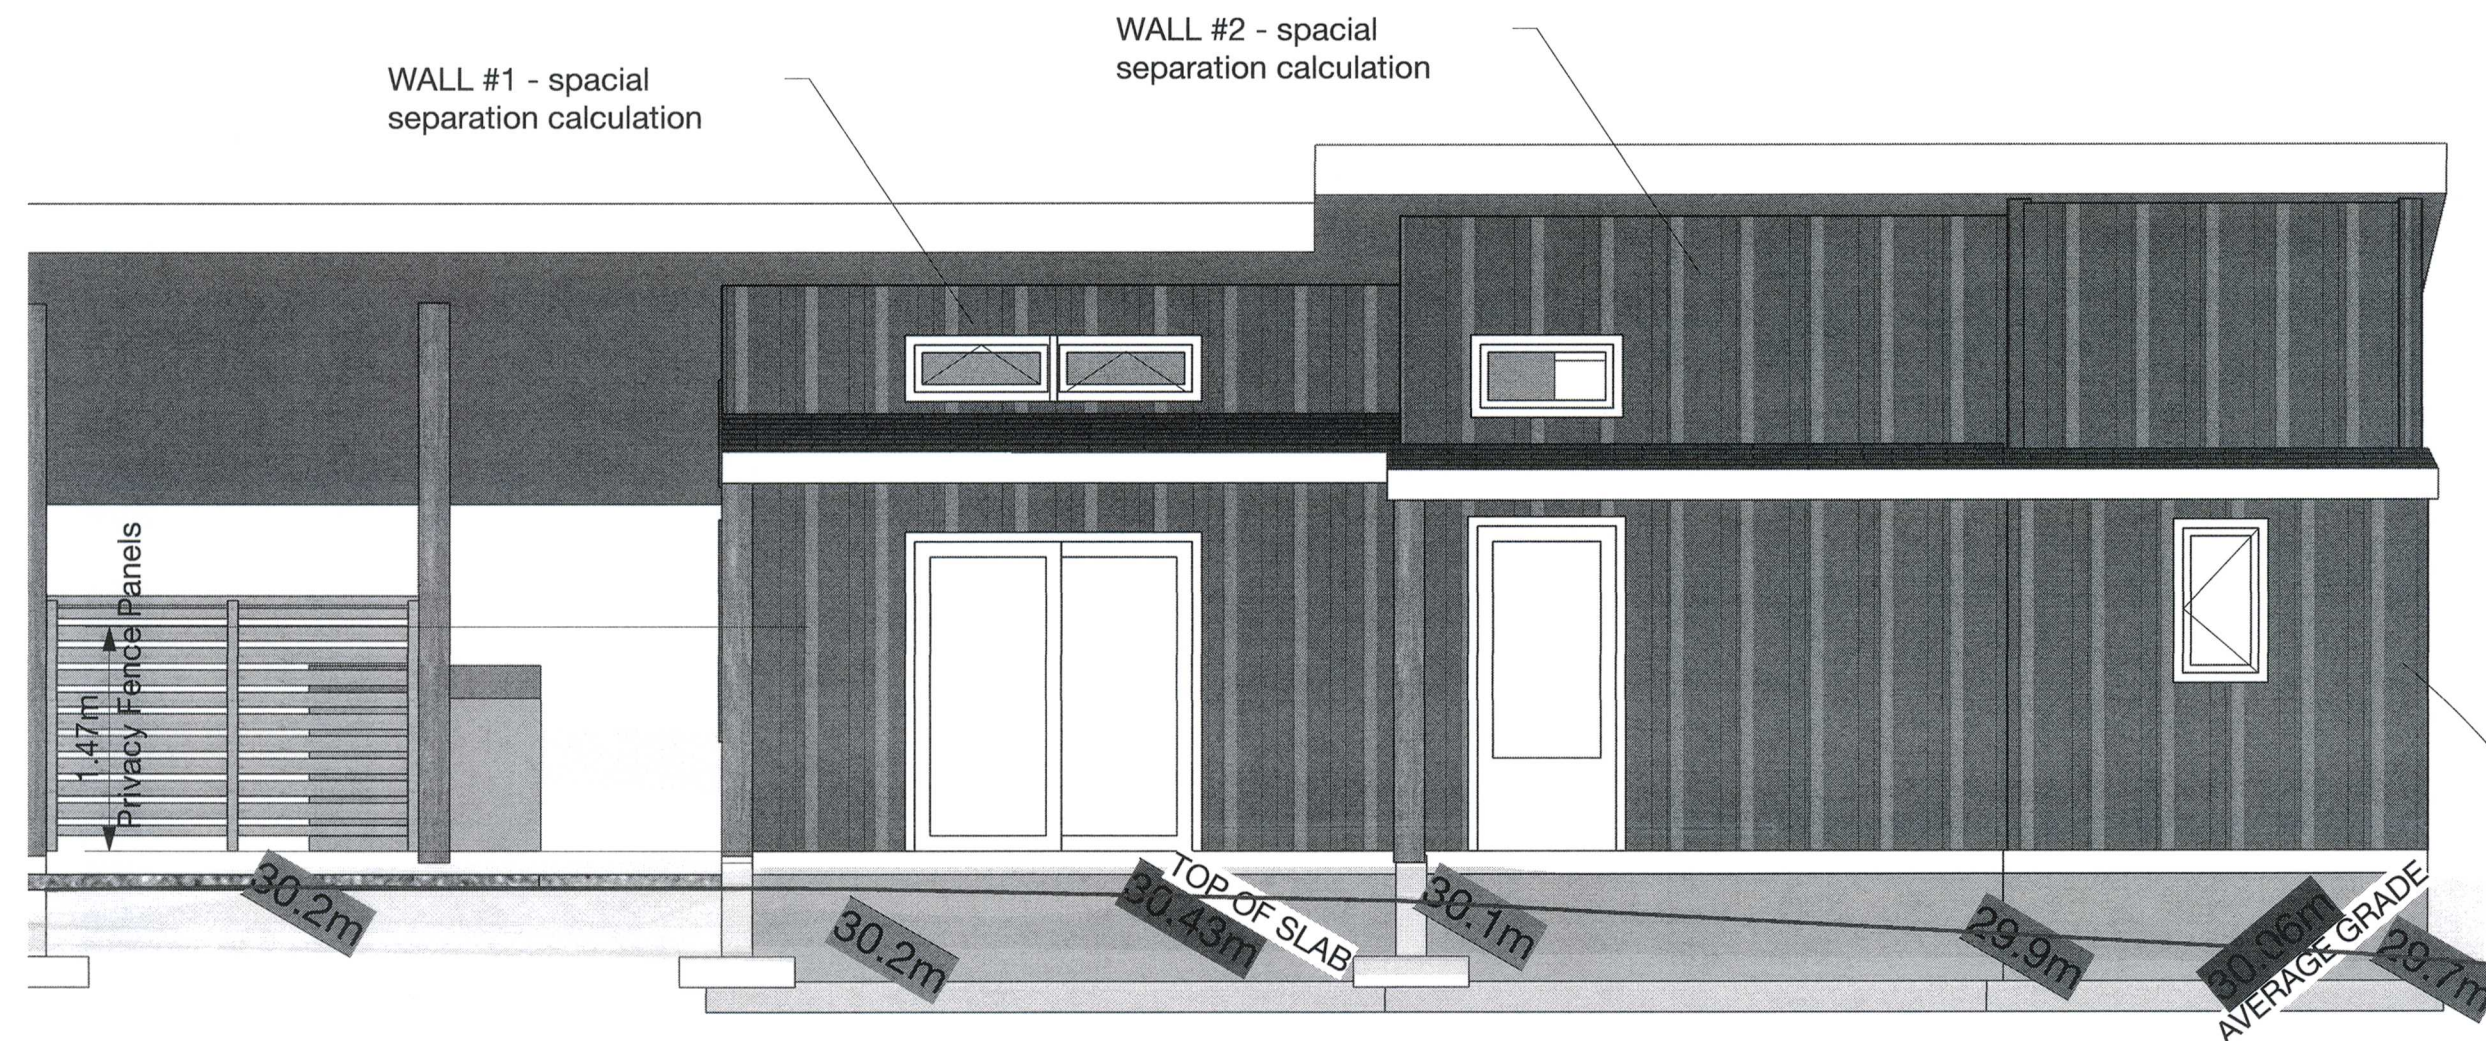 WALL #1 - spacial
separation calculation
WALL #2 - spacial
separation calculation
1.47m
Privacy Fence Panels
30.2m
30.2m
30.43m
TOP OF SLAB
30.1m
29.9m
30.06m
AVERAGE GRADE
29.7m